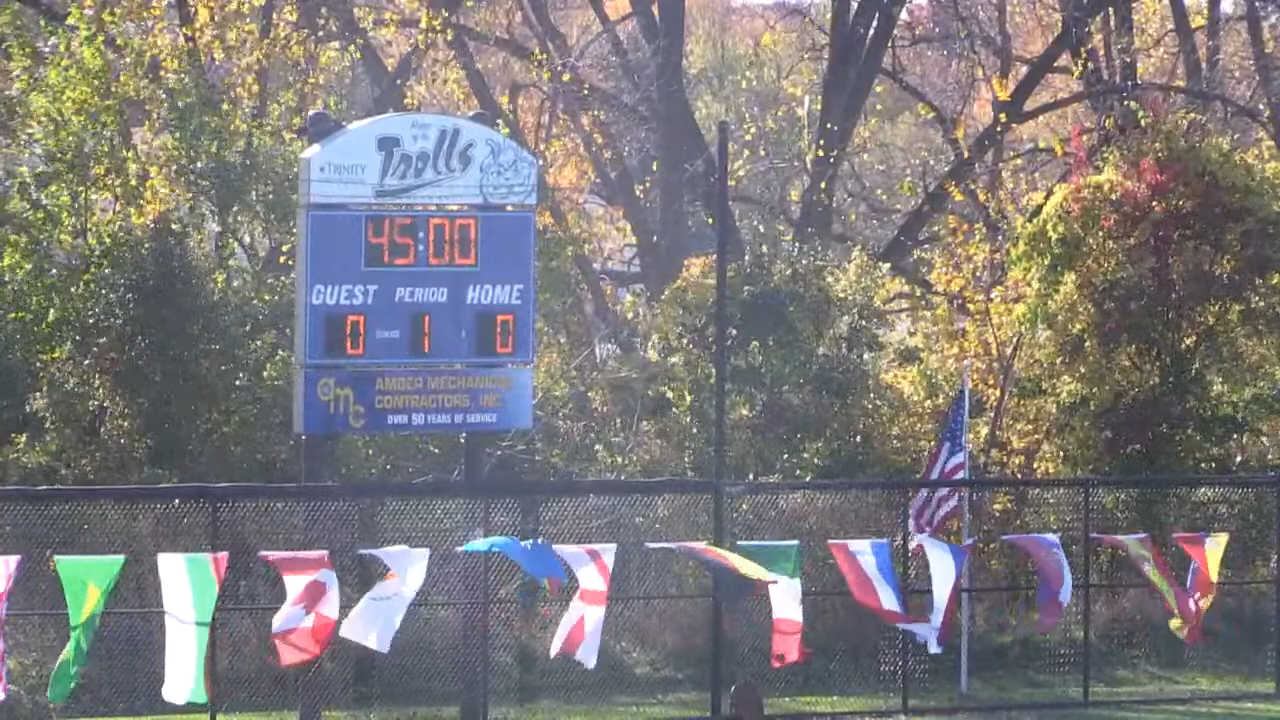 Trolls
TRINITY
45:00
GUEST PERIOD HOME
0 1 0
amc
AMBER MECHANICAL
CONTRACTORS, INC
OVER 50 YEARS OF SERVICE